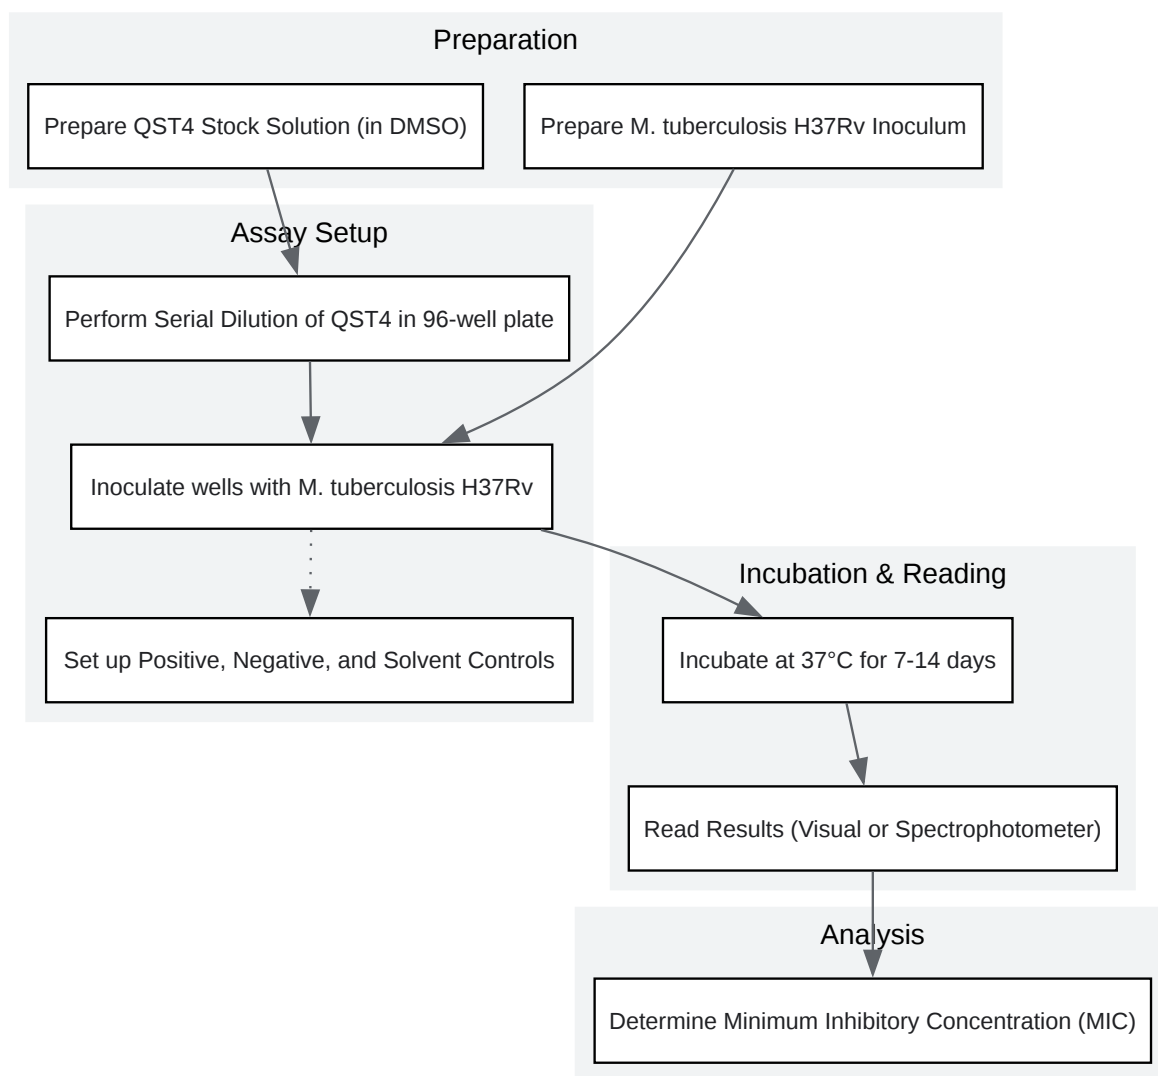 Preparation
Prepare QST4 Stock Solution (in DMSO)
Prepare M. tuberculosis H37Rv Inoculum
Assay Setup
Perform Serial Dilution of QST4 in 96-well plate
Inoculate wells with M. tuberculosis H37Rv
Set up Positive, Negative, and Solvent Controls
Incubation & Reading
Incubate at 37°C for 7-14 days
Read Results (Visual or Spectrophotometer)
Analysis
Determine Minimum Inhibitory Concentration (MIC)